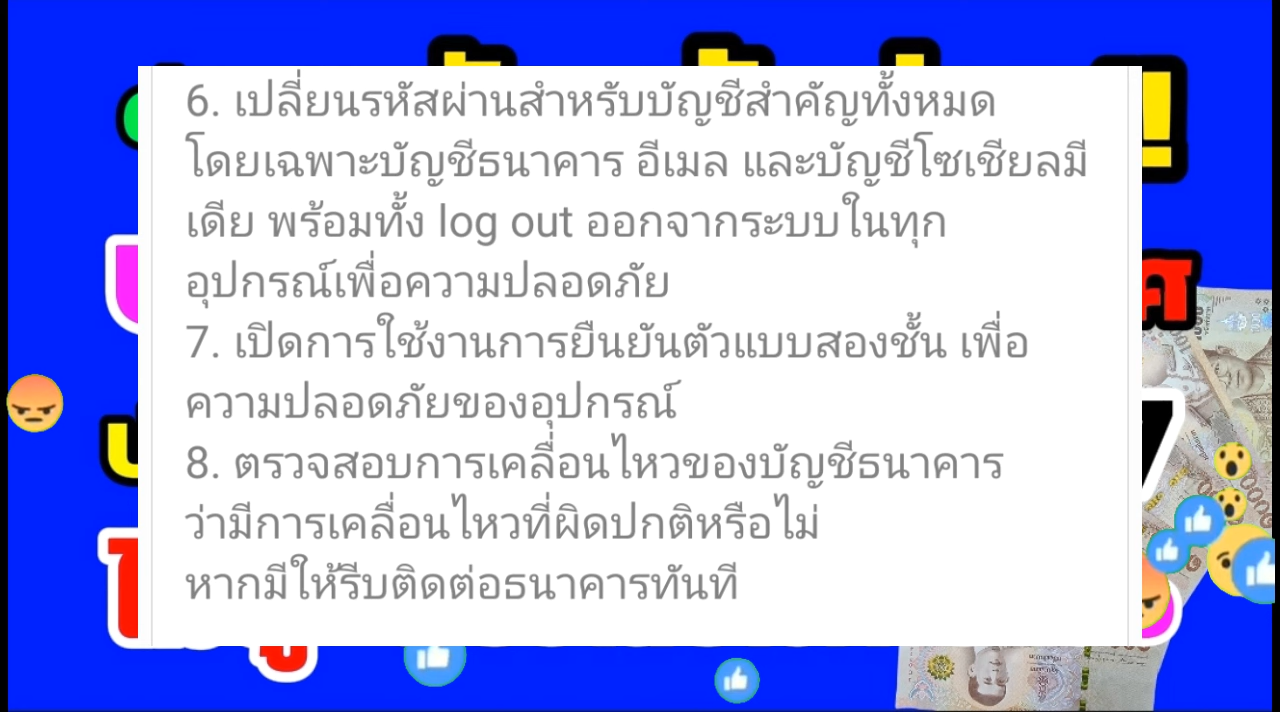 6. เปลี่ยนรหัสผ่านสำหรับบัญชีสำคัญทั้งหมด
โดยเฉพาะบัญชีธนาคาร อีเมล และบัญชีโซเชียลมี
เดีย พร้อมทั้ง log out ออกจากระบบในทุก
อุปกรณ์เพื่อความปลอดภัย
7. เปิดการใช้งานการยืนยันตัวแบบสองชั้น เพื่อ
ความปลอดภัยของอุปกรณ์
8. ตรวจสอบการเคลื่อนไหวของบัญชีธนาคาร
ว่ามีการเคลื่อนไหวที่ผิดปกติหรือไม่
หากมีให้รีบติดต่อธนาคารทันที